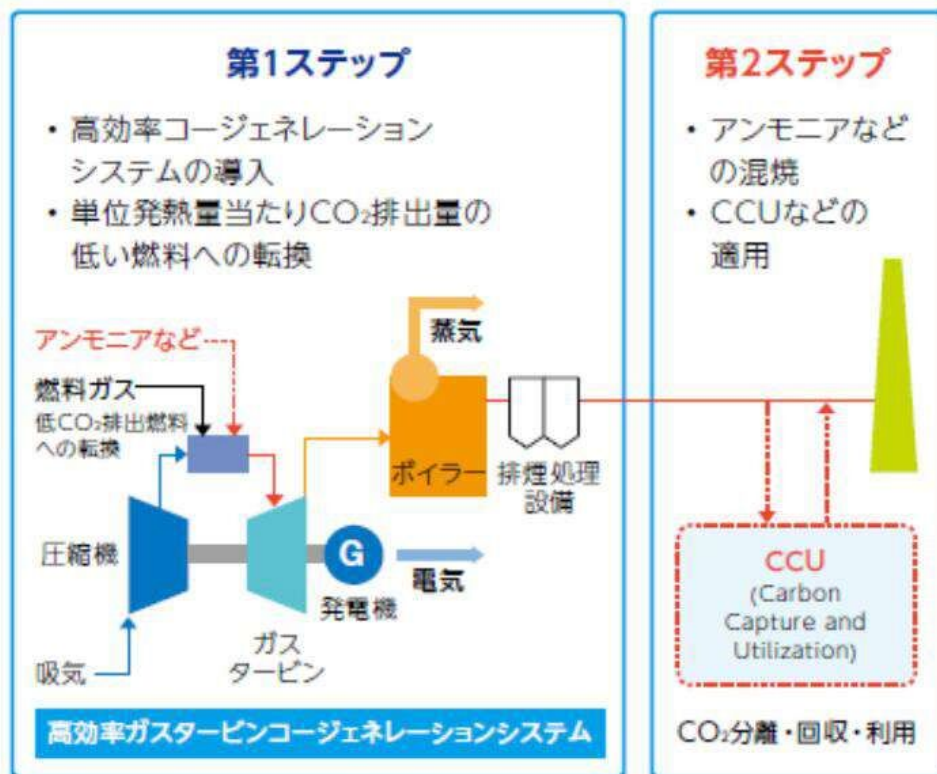 第1ステップ
・高効率コージェネレーション
システムの導入
・単位発熱量当たりCO₂排出量の
低い燃料への転換
アンモニアなど
燃料ガス
低CO₂排出燃料
への転換
蒸気
ボイラー
排煙処理
設備
圧縮機
G
発電機
電気
ガス
タービン
吸気
高効率ガスタービンコージェネレーションシステム
第2ステップ
・アンモニアなど
の混焼
・CCUなどの
適用
CCU
(Carbon
Capture and
Utilization)
CO₂分離・回収・利用